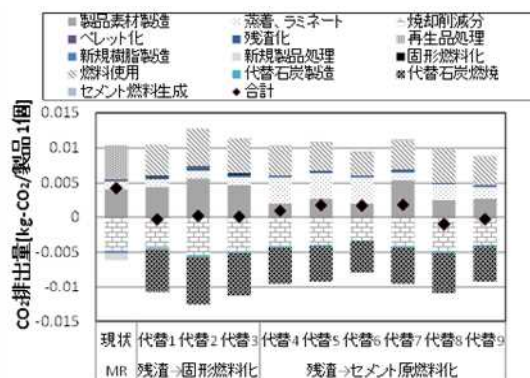 製品素材製造 蒸着、ラミネート 焼却削減分
ペレット化 残渣化 再生品処理
新規樹脂製造 新規製品処理 固形燃料化
燃料使用 代替石炭製造 代替石炭燃焼
セメント燃料生成 合計
CO2排出量[kg-CO2/製品1個]
0.015
0.01
0.005
0
-0.005
-0.01
-0.015
現状 代替1 代替2 代替3 代替4 代替5 代替6 代替7 代替8 代替9
MR 残渣→固形燃料化 残渣→セメント原燃料化